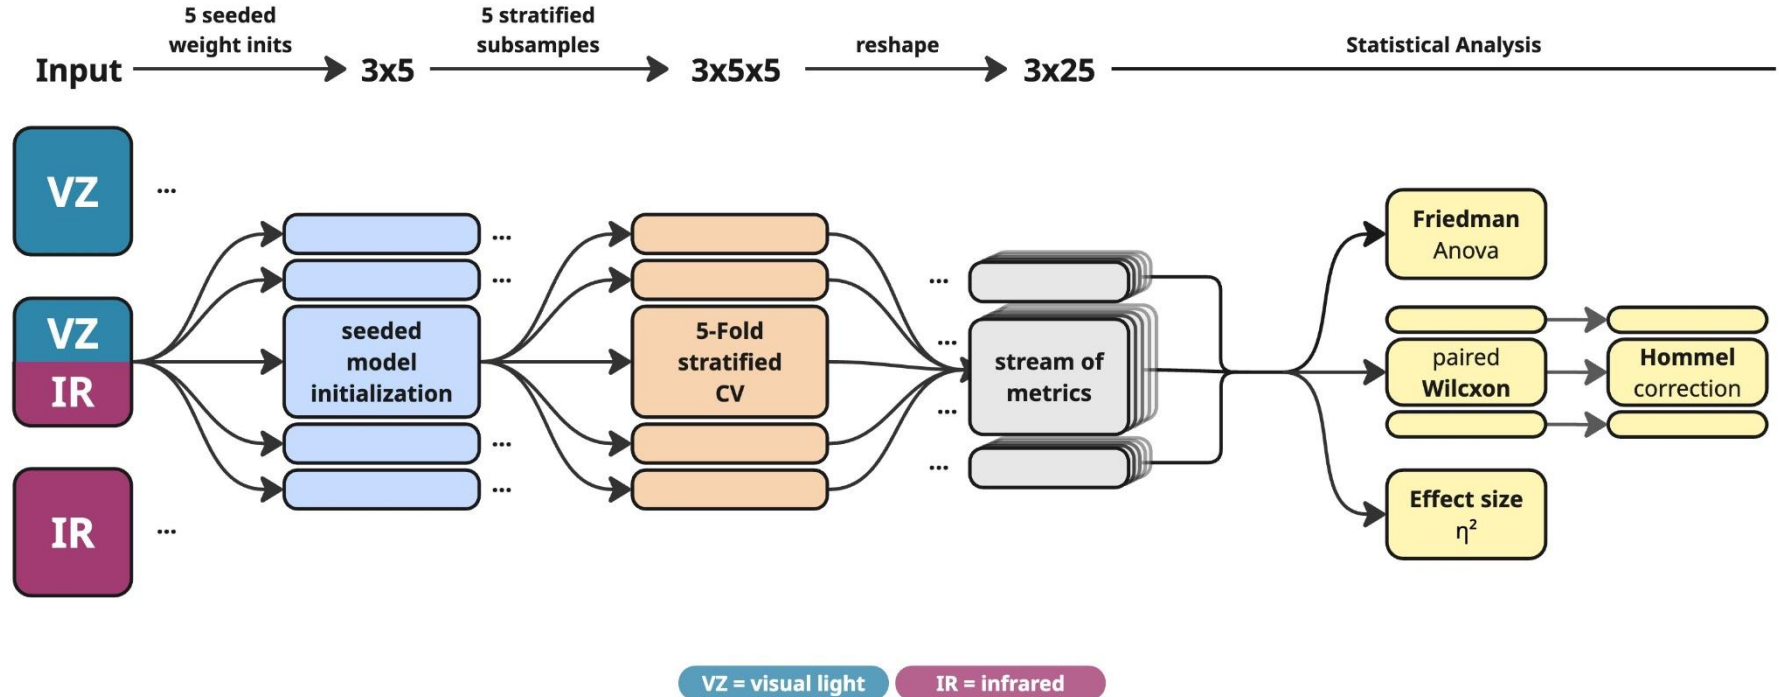 5 seeded
weight inits
5 stratified
subsamples
reshape
Statistical Analysis
Input
3x5
3x5x5
3x25
VZ
...
VZ
IR
IR
...
...
...
seeded
model
initialization
...
...
5-Fold
stratified
CV
...
...
...
...
stream of
metrics
Friedman
Anova
paired
Wilcxon
Hommel
correction
Effect size
η²
VZ = visual light
IR = infrared